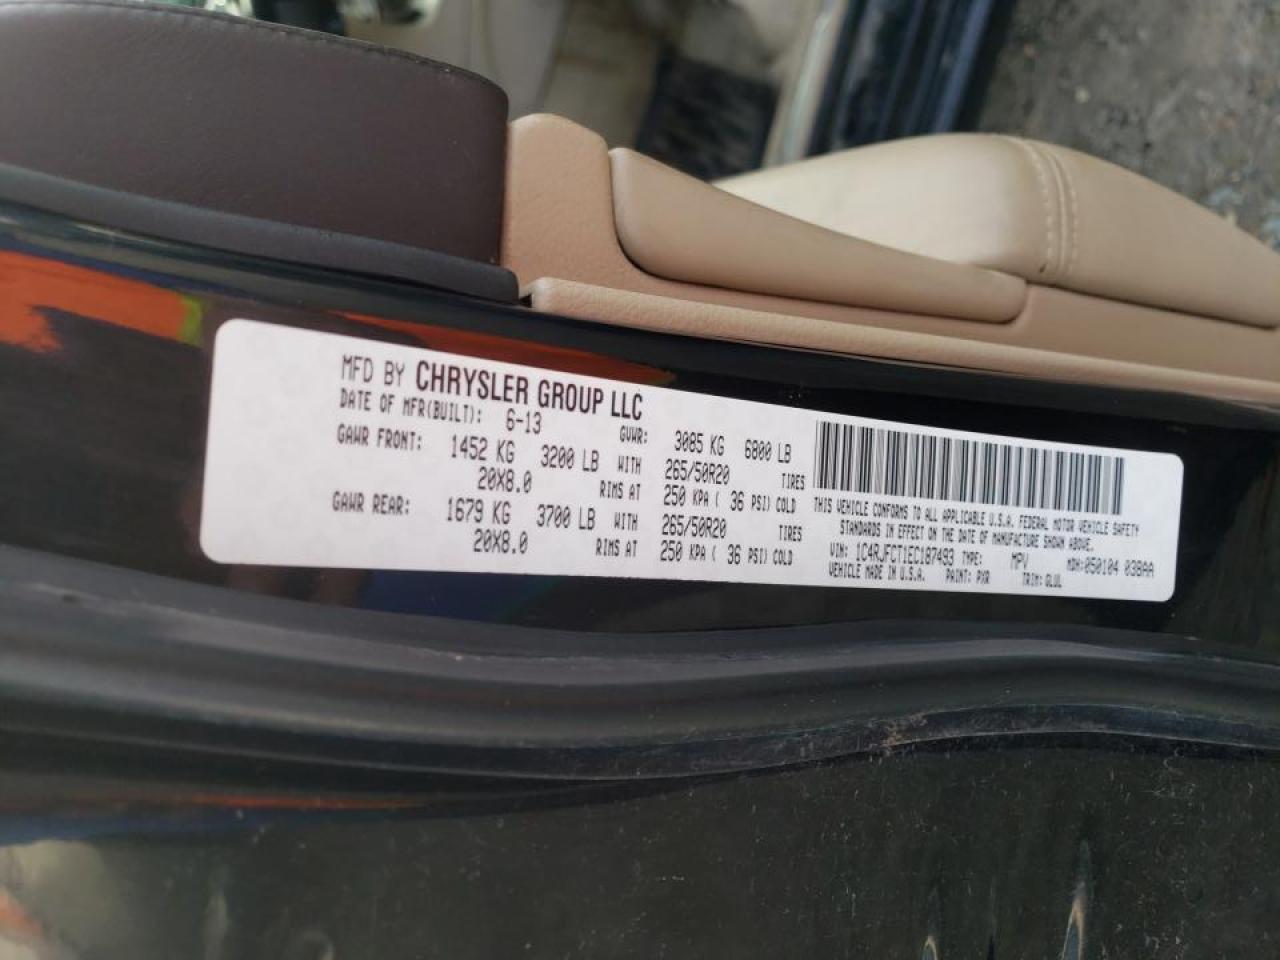 MFD BY CHRYSLER GROUP LLC
DATE OF MFR(BUILT): 6-13 GVWR: 3085 KG 6800 LB
GAWR FRONT: 1452 KG 3200 LB WITH 265/50R20 TIRES
20X8.0 RIMS AT 250 KPA ( 36 PSI) COLD
GAWR REAR: 1679 KG 3700 LB WITH 265/50R20 TIRES
20X8.0 RIMS AT 250 KPA ( 36 PSI) COLD
THIS VEHICLE CONFORMS TO ALL APPLICABLE U.S.A. FEDERAL MOTOR VEHICLE SAFETY
STANDARDS IN EFFECT ON THE DATE OF MANUFACTURE SHOWN ABOVE.
VIN: 1C4RJFCT1EC187493 TYPE: MPV MDH:050104 038AA
VEHICLE MADE IN U.S.A. PAINT: PXR TRIM: GLUL